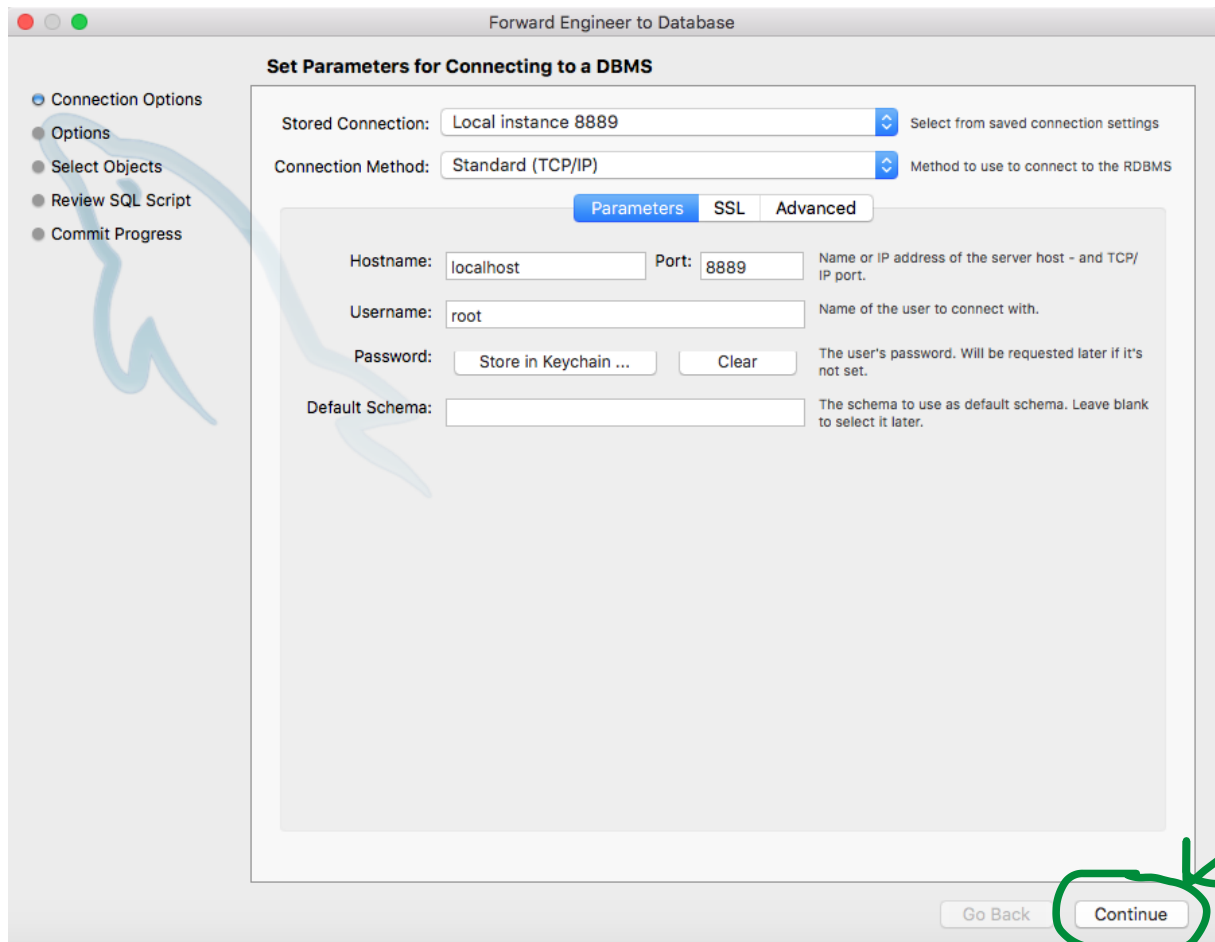 Forward Engineer to Database
Set Parameters for Connecting to a DBMS
Connection Options
Options
Select Objects
Review SQL Script
Commit Progress
Stored Connection: Local instance 8889 Select from saved connection settings
Connection Method: Standard (TCP/IP) Method to use to connect to the RDBMS
Parameters SSL Advanced
Hostname: localhost Port: 8889 Name or IP address of the server host - and TCP/
IP port.
Username: root Name of the user to connect with.
Password: Store in Keychain ... Clear The user's password. Will be requested later if it's
not set.
Default Schema: The schema to use as default schema. Leave blank
to select it later.
Go Back Continue